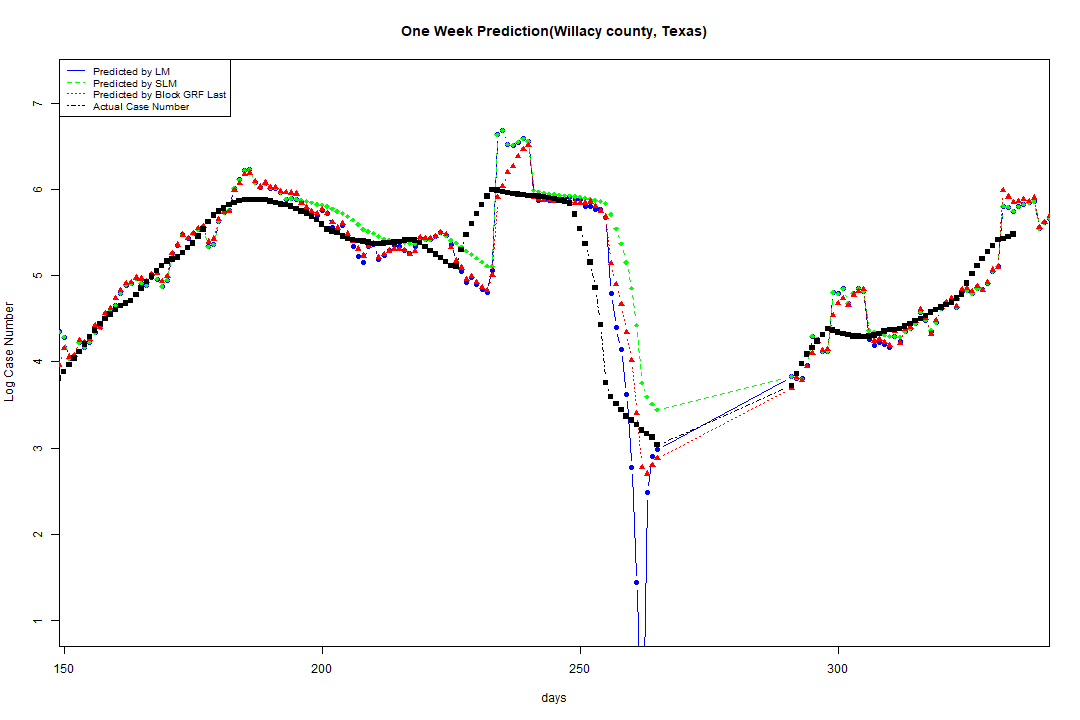 One Week Prediction(Willacy county, Texas)
Predicted by LM
Predicted by SLM
Predicted by Block GRF Last
Actual Case Number
7
6
5
4
3
2
1
Log Case Number
150 200 250 300
days